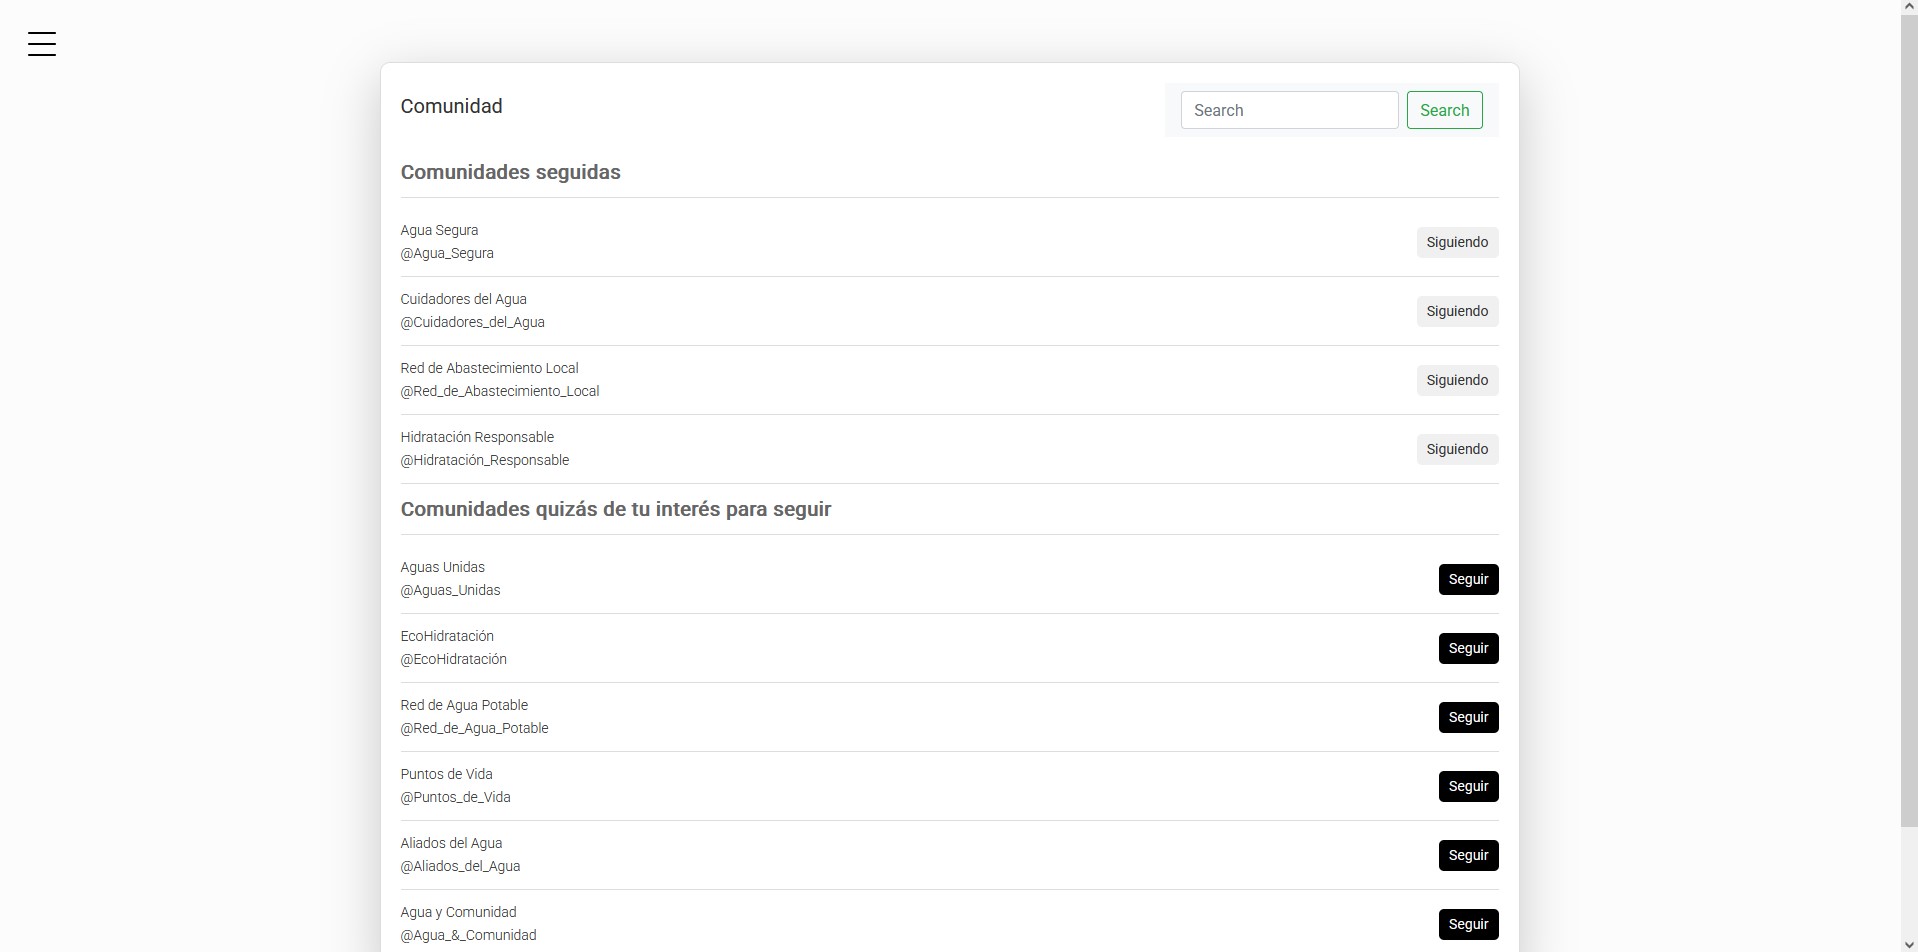 Comunidad
Search
Search
Comunidades seguidas
Agua Segura
@Agua_Segura
Siguiendo
Cuidadores del Agua
@Cuidadores_del_Agua
Siguiendo
Red de Abastecimiento Local
@Red_de_Abastecimiento_Local
Siguiendo
Hidratación Responsable
@Hidratación_Responsable
Siguiendo
Comunidades quizás de tu interés para seguir
Aguas Unidas
@Aguas_Unidas
Seguir
EcoHidratación
@EcoHidratación
Seguir
Red de Agua Potable
@Red_de_Agua_Potable
Seguir
Puntos de Vida
@Puntos_de_Vida
Seguir
Aliados del Agua
@Aliados_del_Agua
Seguir
Agua y Comunidad
@Agua_&_Comunidad
Seguir